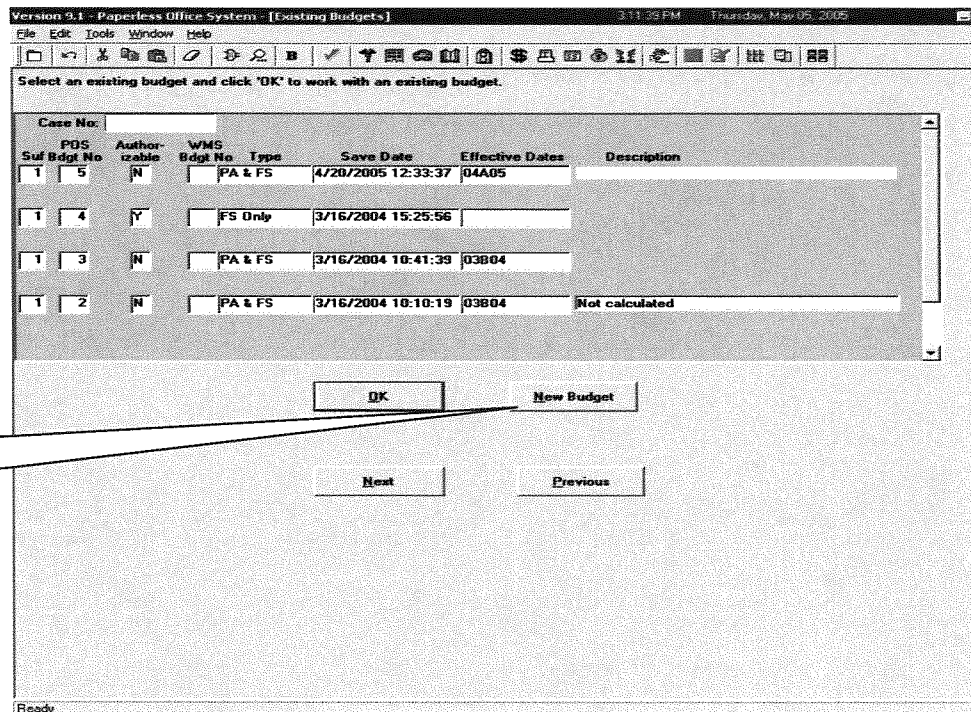 Version 9.1 - Paperless Office System - [Existing Budgets] 3:11:39 PM Thursday, May 05, 2005
File Edit Tools Window Help
B $
Select an existing budget and click 'OK' to work with an existing budget.
Case No:
POS Author- WMS
Suf Bdgt No izable Bdgt No Type Save Date Effective Dates Description
1 5 N PA & FS 4/20/2005 12:33:37 04A05
1 4 Y FS Only 3/16/2004 15:25:56
1 3 N PA & FS 3/16/2004 10:41:39 03B04
1 2 N PA & FS 3/16/2004 10:10:19 03B04 Not calculated
OK New Budget
Next Previous
Ready